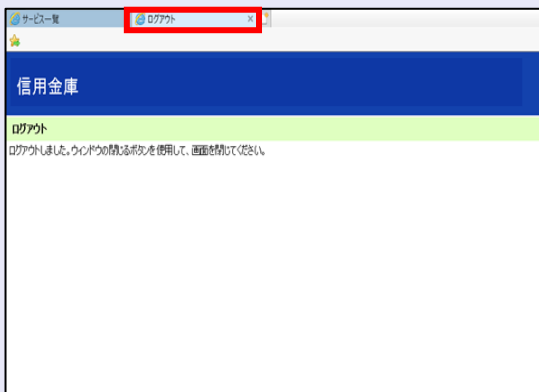 サービス一覧
ログアウト
信用金庫
ログアウト
ログアウトしました。ウィンドウの閉じるボタンを使用して、画面を閉じてください。